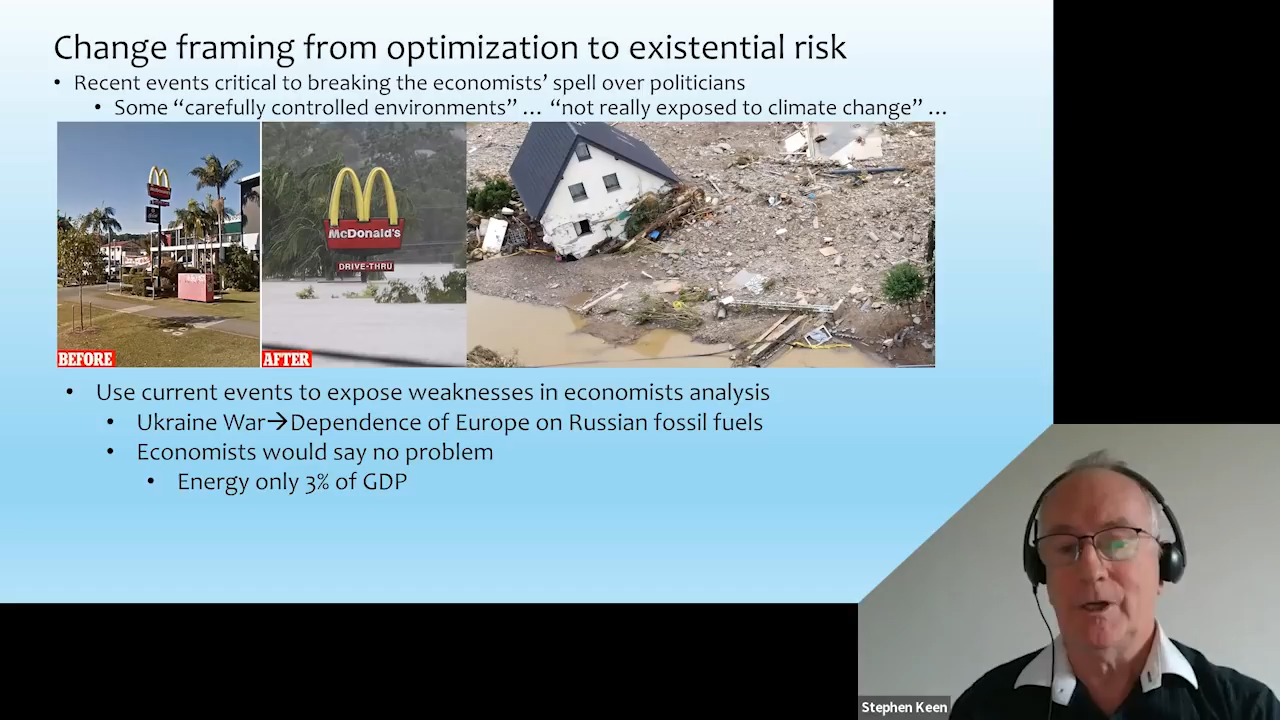 Change framing from optimization to existential risk
• Recent events critical to breaking the economists’ spell over politicians
• Some “carefully controlled environments” … “not really exposed to climate change” …
McDonald's
DRIVE-THRU
BEFORE
AFTER
• Use current events to expose weaknesses in economists analysis
• Ukraine War→Dependence of Europe on Russian fossil fuels
• Economists would say no problem
• Energy only 3% of GDP
Stephen Keen